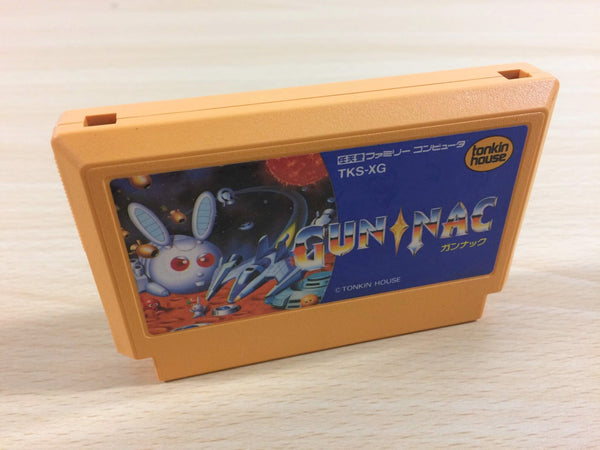 任天堂 ファミリー コンピュータ
TKS-XG
tonkin
house
GUN NAC
ガンナック
© TONKIN HOUSE